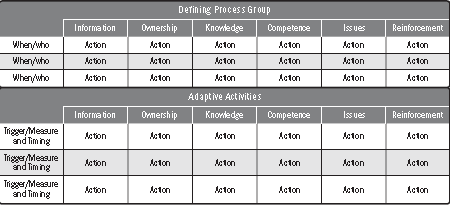 Defining Process Group
Information Ownership Knowledge Competence Issues Reinforcement
When/who Action Action Action Action Action Action
When/who Action Action Action Action Action Action
When/who Action Action Action Action Action Action
Adaptive Activities
Information Ownership Knowledge Competence Issues Reinforcement
Trigger/Measure
and Timing Action Action Action Action Action Action
Trigger/Measure
and Timing Action Action Action Action Action Action
Trigger/Measure
and Timing Action Action Action Action Action Action